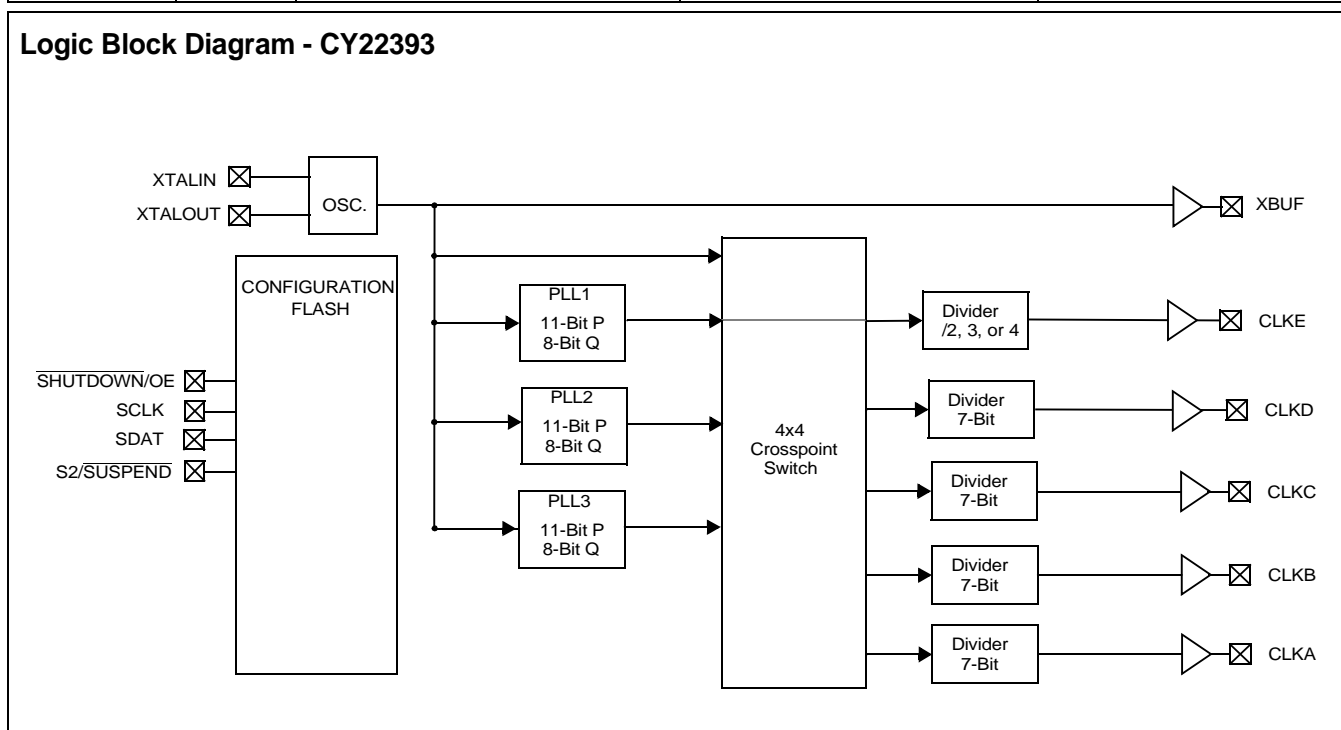 Logic Block Diagram - CY22393
XTALIN
XTALOUT
OSC.
XBUF
CONFIGURATION
FLASH
SHUTDOWN/OE
SCLK
SDAT
S2/SUSPEND
PLL1
11-Bit P
8-Bit Q
PLL2
11-Bit P
8-Bit Q
PLL3
11-Bit P
8-Bit Q
4x4
Crosspoint
Switch
Divider
/2, 3, or 4
CLKE
Divider
7-Bit
CLKD
Divider
7-Bit
CLKC
Divider
7-Bit
CLKB
Divider
7-Bit
CLKA